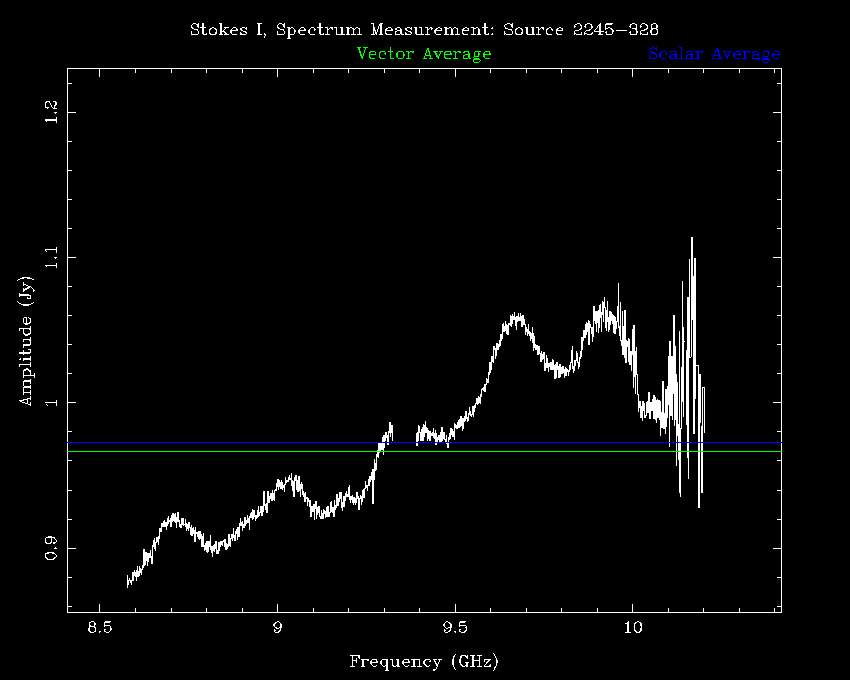 Stokes I, Spectrum Measurement: Source 2245-328
Vector Average Scalar Average
1.2
1.1
1
0.9
Amplitude (Jy)
8.5 9 9.5 10
Frequency (GHz)